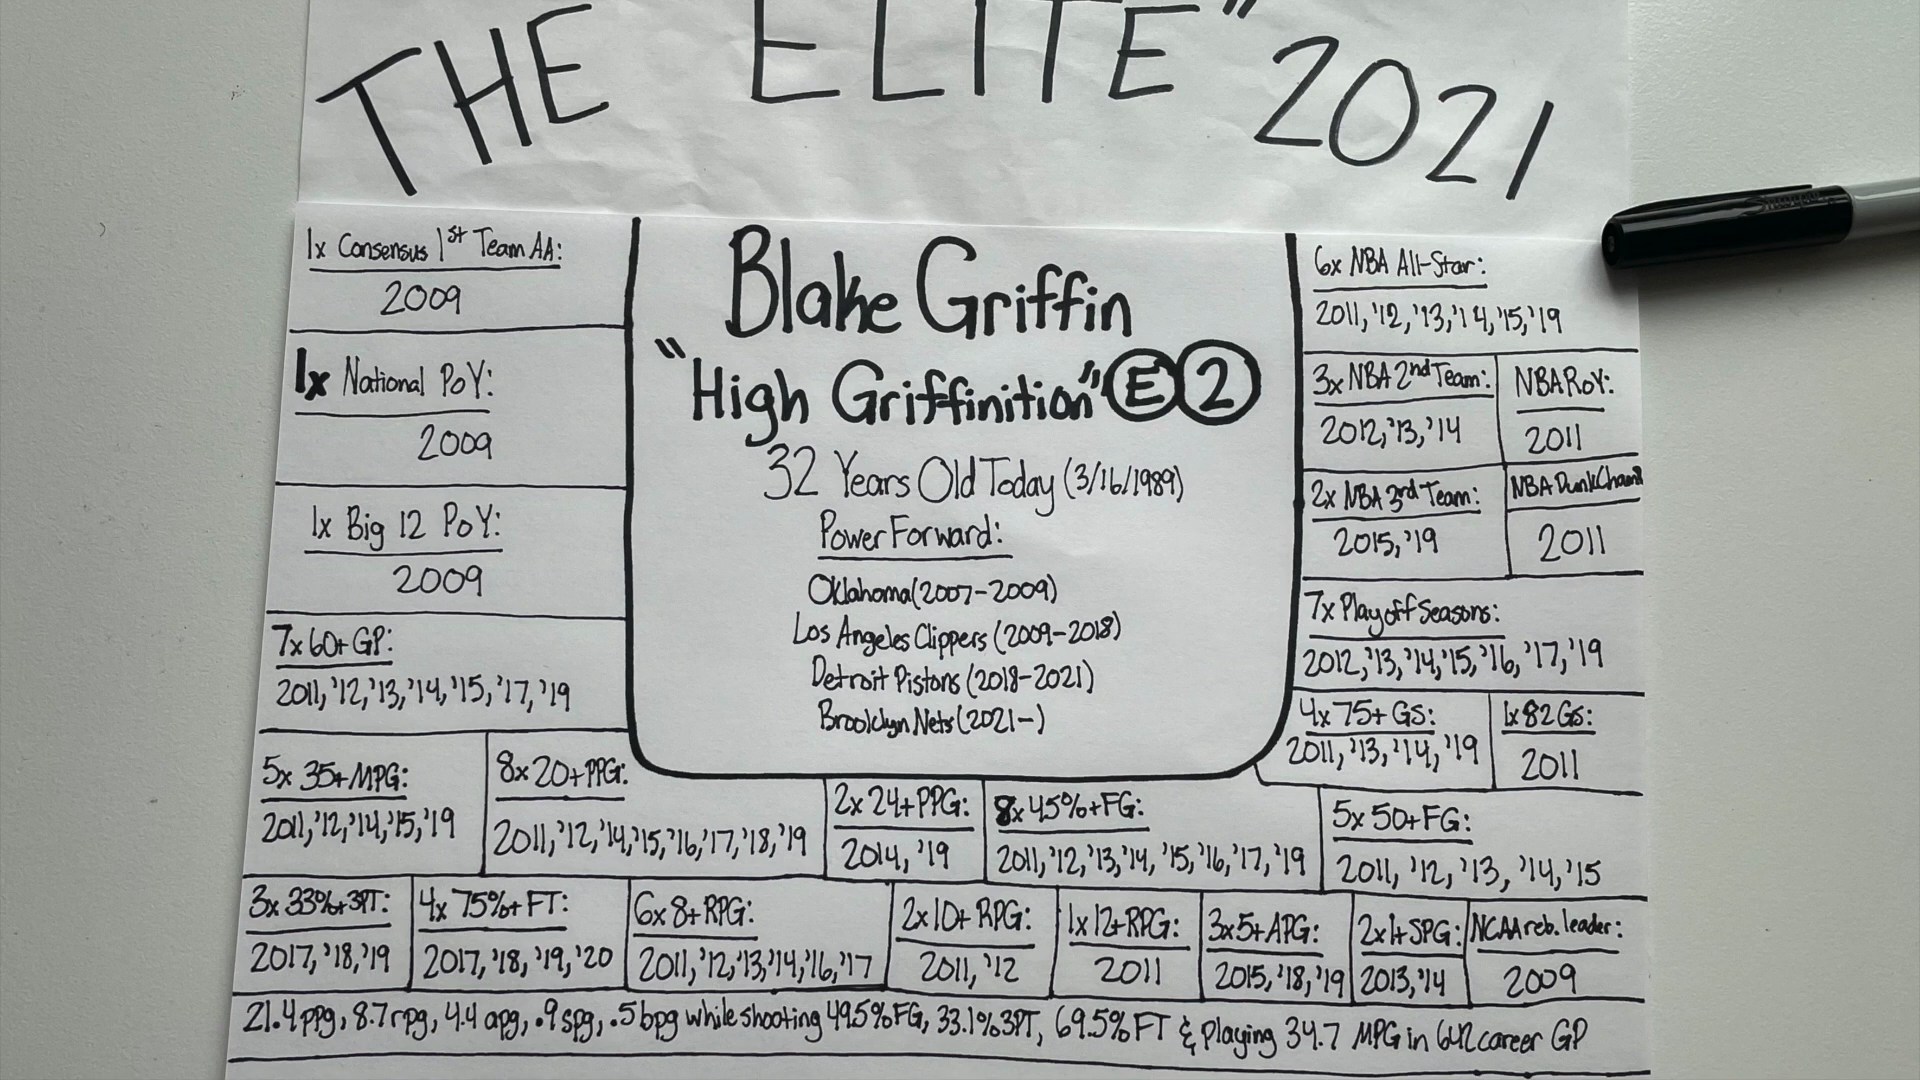 THE "ELITE" 2021
1x Consensus 1st Team AA:
2009
1x National PoY:
2009
1x Big 12 PoY:
2009
7x 60+ GP:
2011,'12,'13,'14,'15,'17,'19
Blake Griffin
"High Griffinition" E 2
32 Years Old Today (3/16/1989)
Power Forward:
Oklahoma (2007-2009)
Los Angeles Clippers (2009-2018)
Detroit Pistons (2018-2021)
Brooklyn Nets (2021-)
6x NBA All-Star:
2011,'12,'13,'14,'15,'19
3x NBA 2nd Team:
2012,'13,'14
NBA RoY:
2011
2x NBA 3rd Team:
2015,'19
NBA Dunk Champ
2011
7x Playoff Seasons:
2012,'13,'14,'15,'16,'17,'19
4x 75+ GS:
2011,'13,'14,'19
1x 82 GS:
2011
5x 35+ MPG:
2011,'12,'14,'15,'19
8x 20+ PPG:
2011,'12,'14,'15,'16,'17,'18,'19
2x 24+ PPG:
2014,'19
8x 45%+ FG:
2011,'12,'13,'14,'15,'16,'17,'19
5x 50+ FG:
2011,'12,'13,'14,'15
3x 33%+ 3PT:
2017,'18,'19
4x 75%+ FT:
2017,'18,'19,'20
6x 8+ RPG:
2011,'12,'13,'14,'16,'17
2x 10+ RPG:
2011,'12
1x 12+ RPG:
2011
3x 5+ APG:
2015,'18,'19
2x 1+ SPG:
2013,'14
NCAA reb. leader:
2009
21.4 ppg, 8.7 rpg, 4.4 apg, .9 spg, .5 bpg while shooting 49.5% FG, 33.1% 3PT, 69.5% FT & Playing 34.7 MPG in 642 career GP